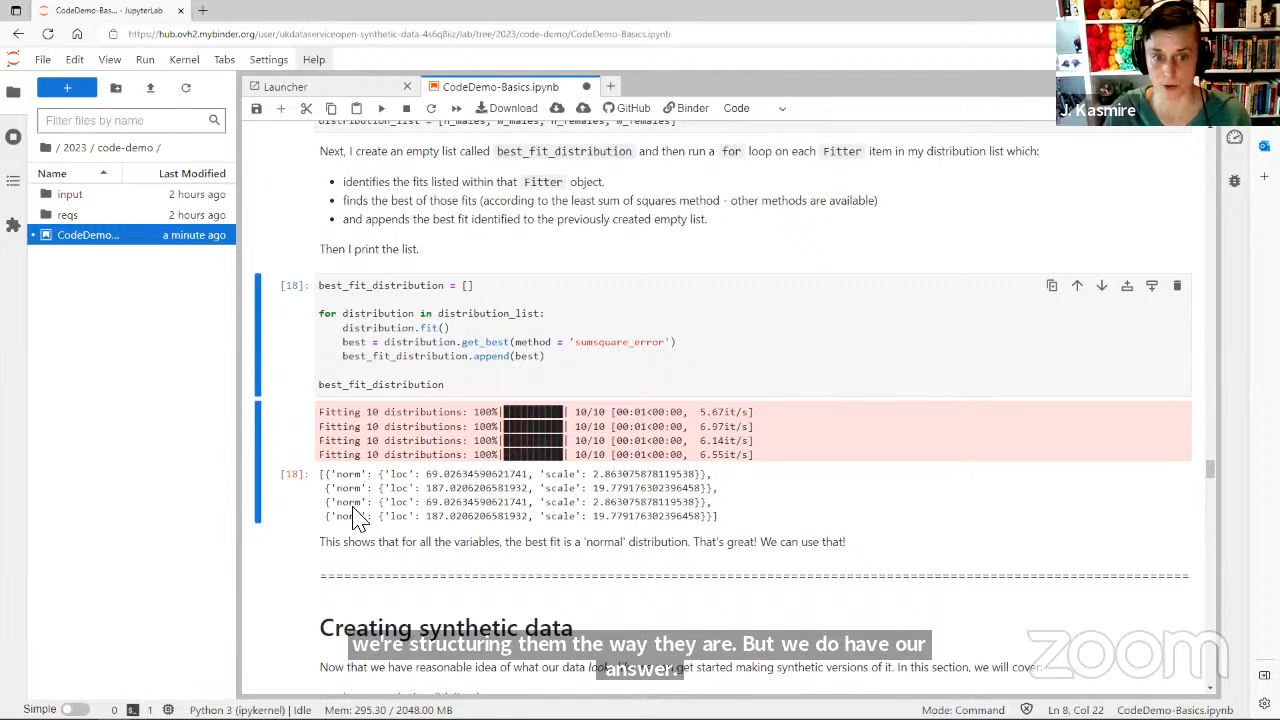 CodeDemo-Bas... - JupyterLab
https://hub.ovh2.mybinder.org/user/ukdataserviceopen-synthetic-data-4s6q8iiz/lab/tree/2023/code-demo/CodeDemo-Basics.ipynb
File Edit View Run Kernel Tabs Settings Help
J. Kasmire
Launcher
CodeDemo-Basics.ipynb
Download
GitHub
Binder
Code
Filter files by name
/ 2023 / code-demo /
Name
Last Modified
input 2 hours ago
reqs 2 hours ago
CodeDemo... a minute ago
Next, I create an empty list called best_fit_distribution and then run a for loop on each Fitter item in my distribution list which:
• identifies the fits listed within that Fitter object,
• finds the best of those fits (according to the least sum of squares method - other methods are available)
• and appends the best fit identified to the previously created empty list.
Then I print the list.
[18]: best_fit_distribution = []
for distribution in distribution_list:
distribution.fit()
best = distribution.get_best(method = 'sumsquare_error')
best_fit_distribution.append(best)
best_fit_distribution
Fitting 10 distributions: 100%|██████████| 10/10 [00:01<00:00, 5.67it/s]
Fitting 10 distributions: 100%|██████████| 10/10 [00:01<00:00, 6.97it/s]
Fitting 10 distributions: 100%|██████████| 10/10 [00:01<00:00, 6.14it/s]
Fitting 10 distributions: 100%|██████████| 10/10 [00:01<00:00, 6.55it/s]
[18]: [{'norm': {'loc': 69.02634590621741, 'scale': 2.863075878119538}},
{'norm': {'loc': 187.0206206581932, 'scale': 19.779176302396458}},
{'norm': {'loc': 69.02634590621741, 'scale': 2.863075878119538}},
{'norm': {'loc': 187.0206206581932, 'scale': 19.779176302396458}}]
This shows that for all the variables, the best fit is a 'normal' distribution. That's great! We can use that!
Creating synthetic data
we're structuring them the way they are. But we do have our
answer.
Now that we have reasonable idea of what our data get started making synthetic versions of it. In this section, we will cover:
zoom
Simple
0
1
Python 3 (ipykernel) | Idle
Mem: 295.30 / 2048.00 MB
Mode: Command
Ln 8, Col 22
CodeDemo-Basics.ipynb